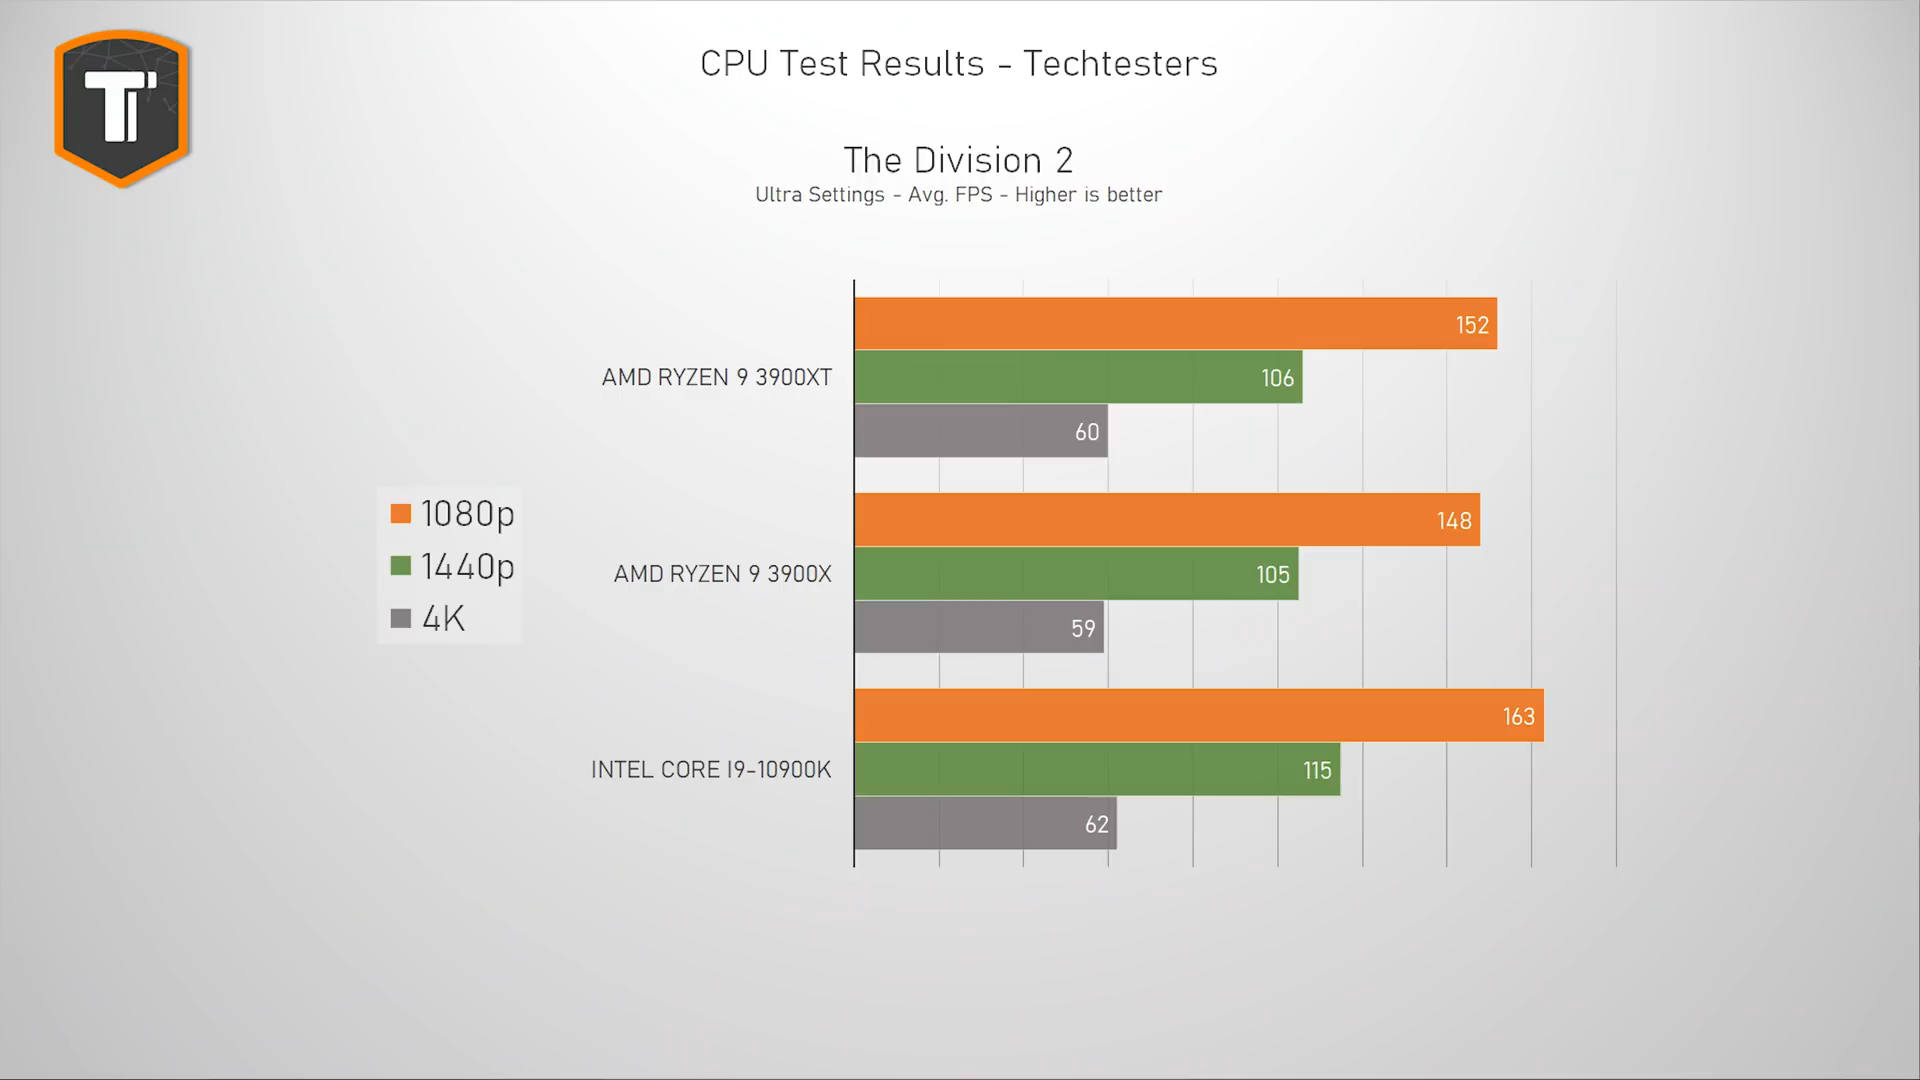 CPU Test Results - Techtesters
The Division 2
Ultra Settings - Avg. FPS - Higher is better
152
AMD RYZEN 9 3900XT
106
60
148
AMD RYZEN 9 3900X
105
59
163
INTEL CORE I9-10900K
115
62
1080p
1440p
4K